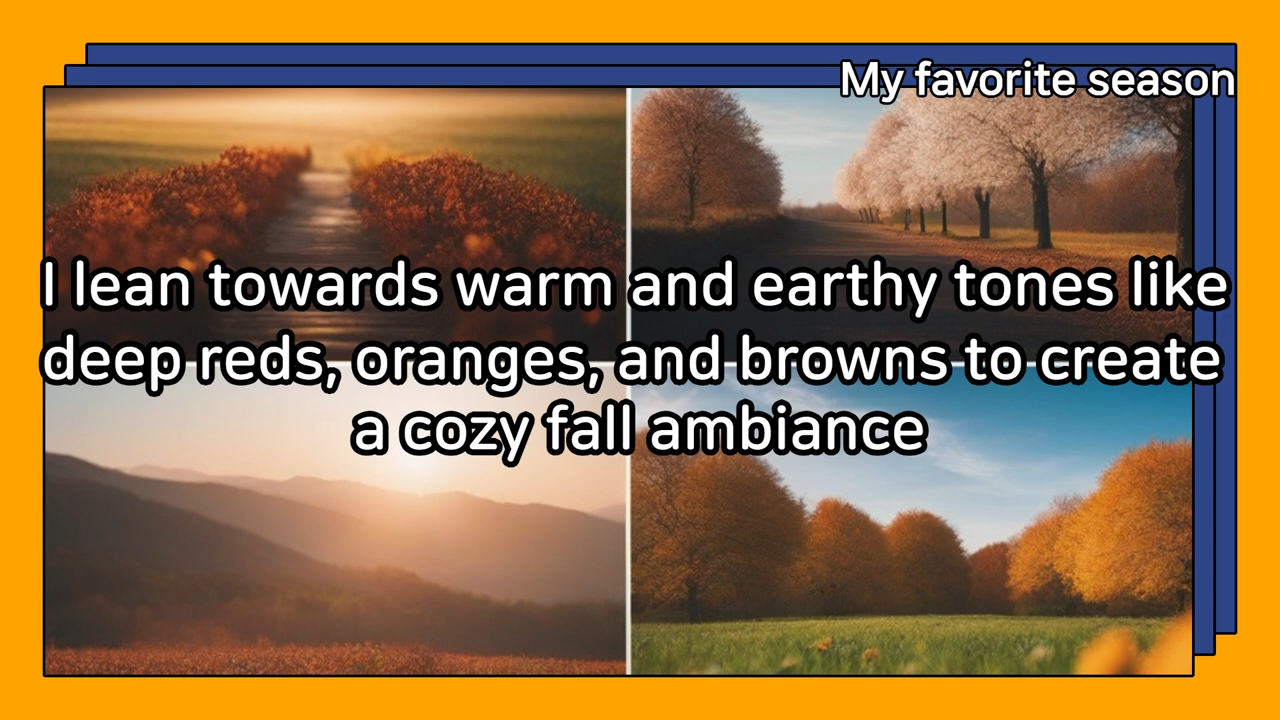 My favorite season
I lean towards warm and earthy tones like
deep reds, oranges, and browns to create
a cozy fall ambiance